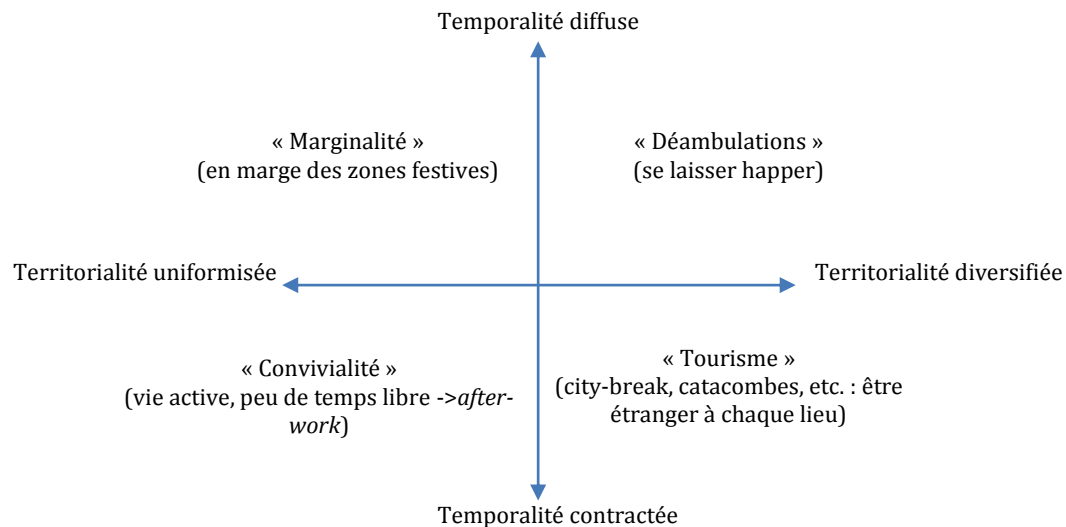 Temporalité diffuse
« Marginalité »
(en marge des zones festives)
« Déambulations »
(se laisser happer)
Territorialité uniformisée
Territorialité diversifiée
« Convivialité »
(vie active, peu de temps libre ->after-
work)
« Tourisme »
(city-break, catacombes, etc. : être
étranger à chaque lieu)
Temporalité contractée